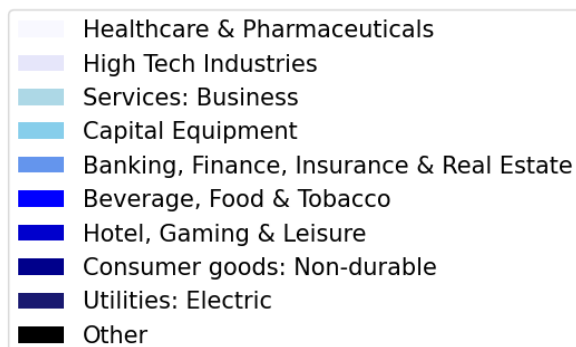 Healthcare & Pharmaceuticals
High Tech Industries
Services: Business
Capital Equipment
Banking, Finance, Insurance & Real Estate
Beverage, Food & Tobacco
Hotel, Gaming & Leisure
Consumer goods: Non-durable
Utilities: Electric
Other